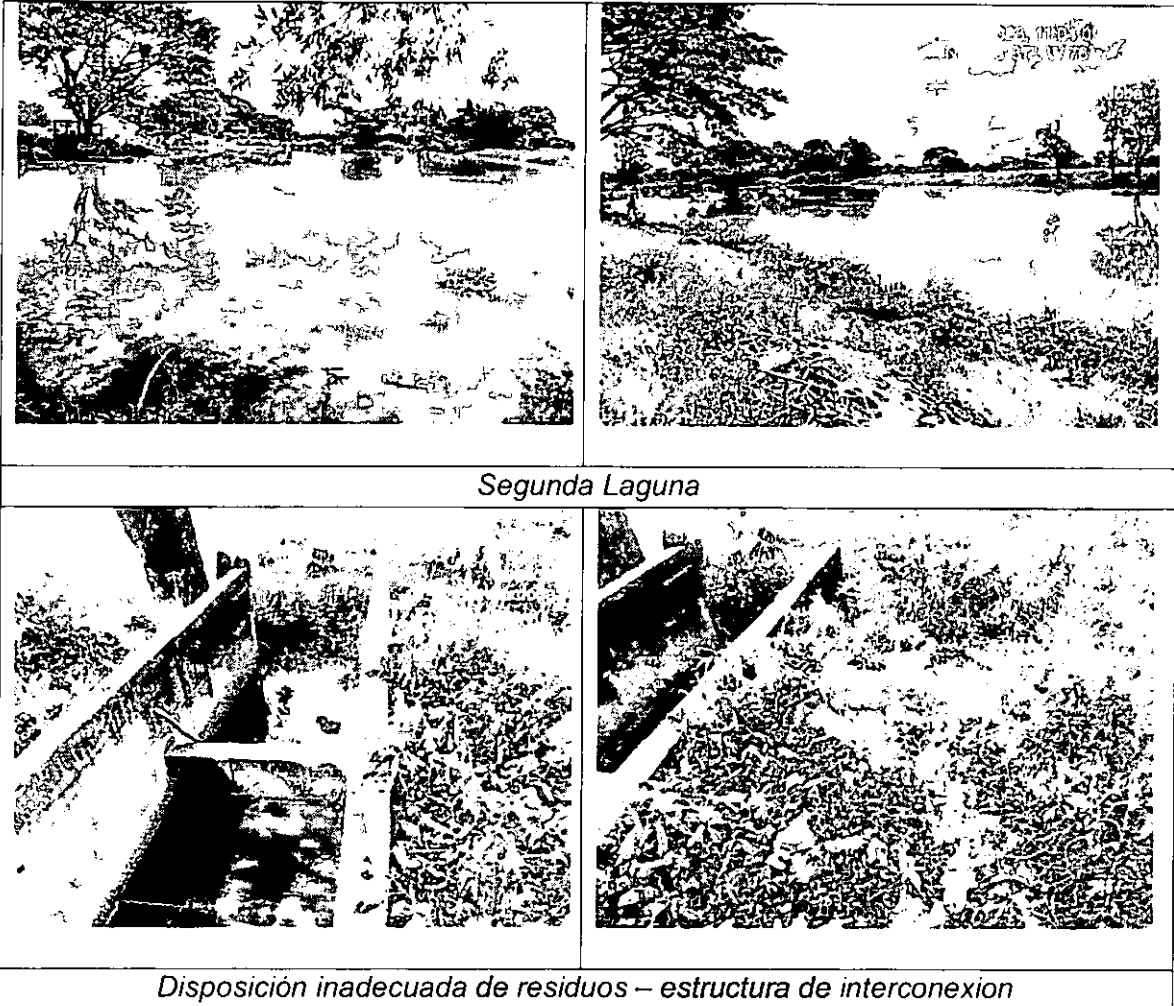 Segunda Laguna
Disposición inadecuada de residuos – estructura de interconexion